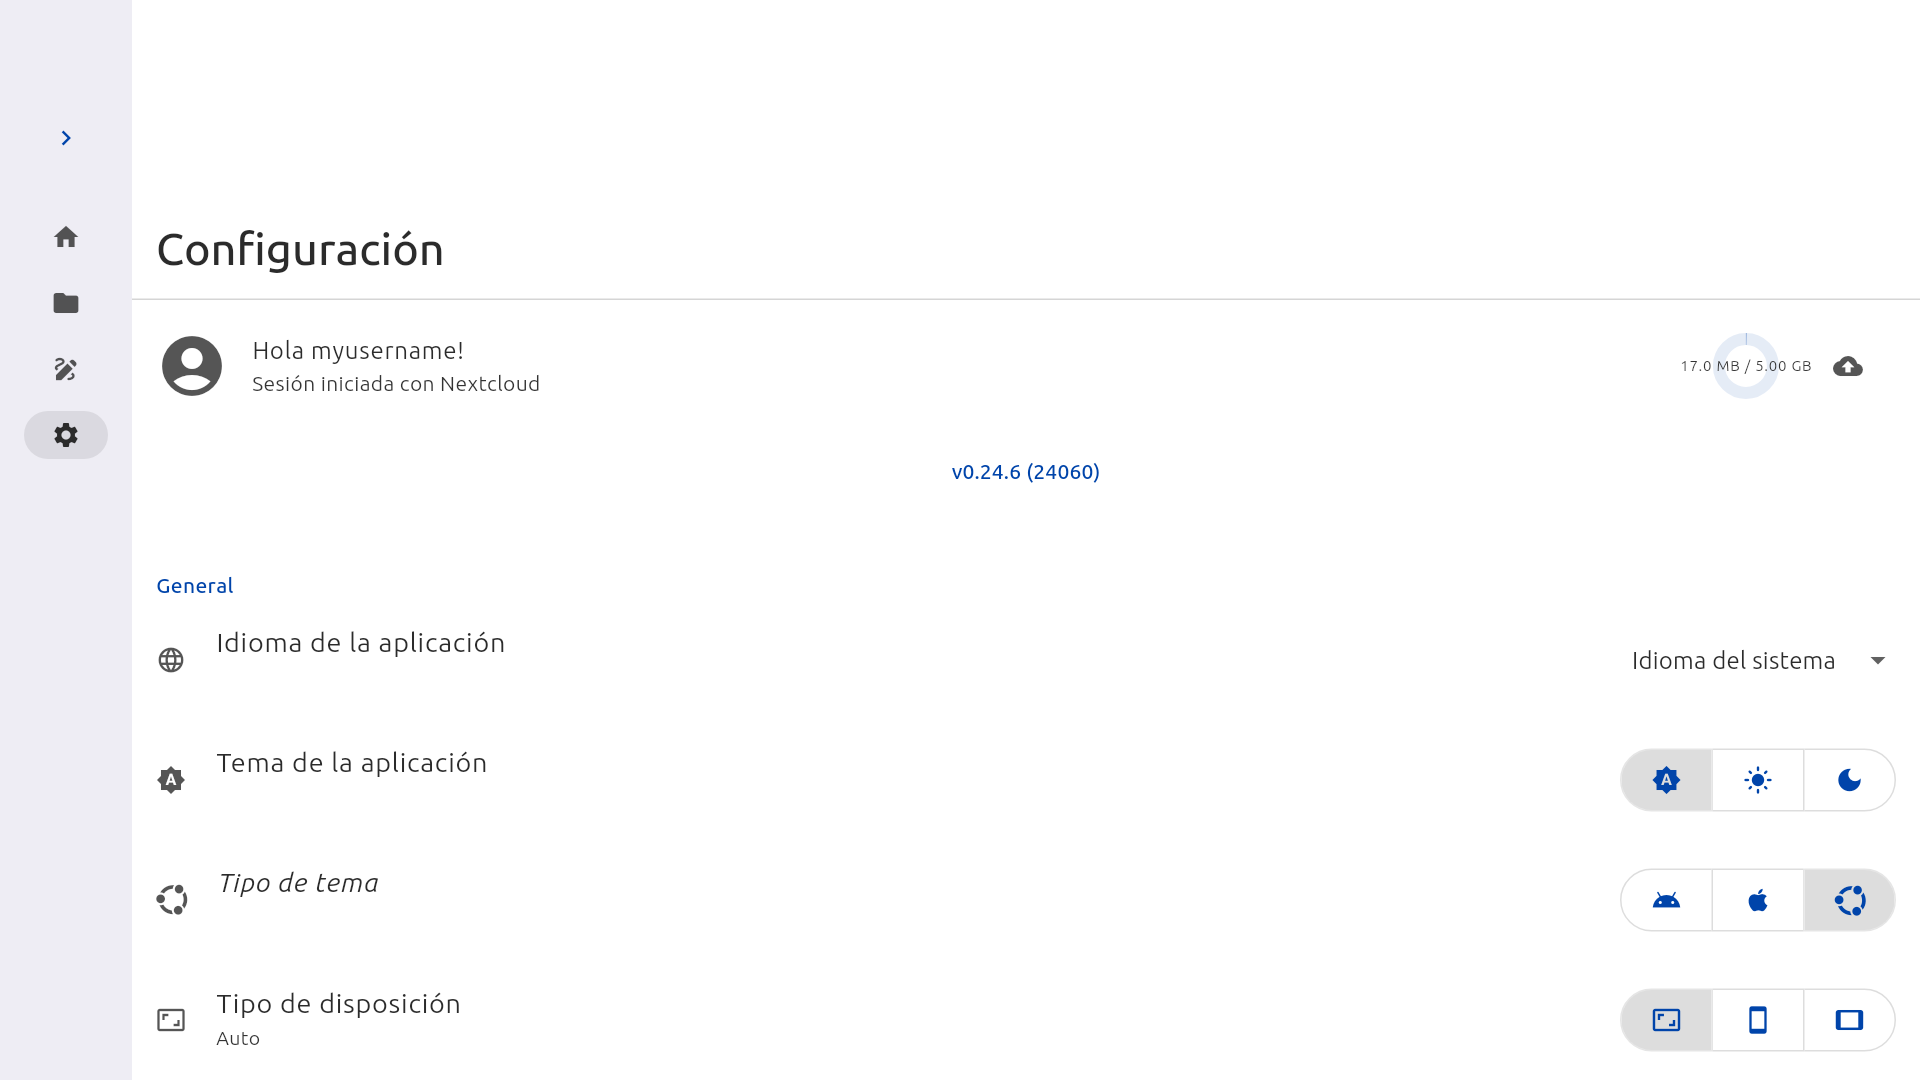 Configuración
Hola myusername!
Sesión iniciada con Nextcloud
17.0 MB / 5.00 GB
v0.24.6 (24060)
General
Idioma de la aplicación
Idioma del sistema
Tema de la aplicación
A
A
Tipo de tema
Tipo de disposición
Auto